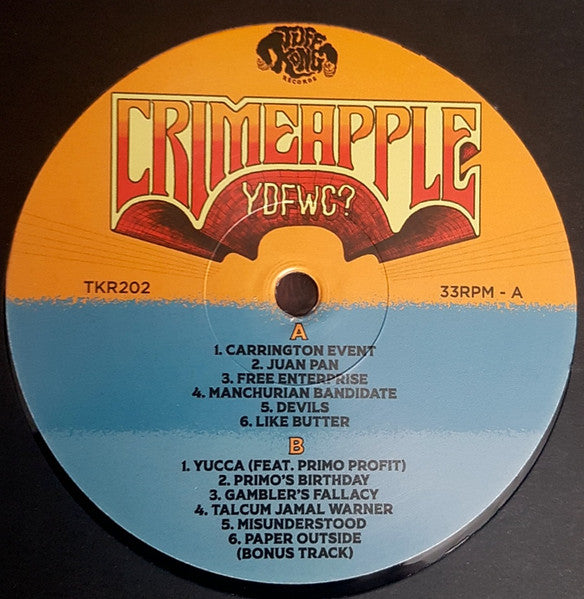 TUFF
KONG
RECORDS
CRIMEAPPLE
YDFWC?
TKR202
33RPM - A
A
1. CARRINGTON EVENT
2. JUAN PAN
3. FREE ENTERPRISE
4. MANCHURIAN BANDIDATE
5. DEVILS
6. LIKE BUTTER
B
1. YUCCA (FEAT. PRIMO PROFIT)
2. PRIMO'S BIRTHDAY
3. GAMBLER'S FALLACY
4. TALCUM JAMAL WARNER
5. MISUNDERSTOOD
6. PAPER OUTSIDE
(BONUS TRACK)